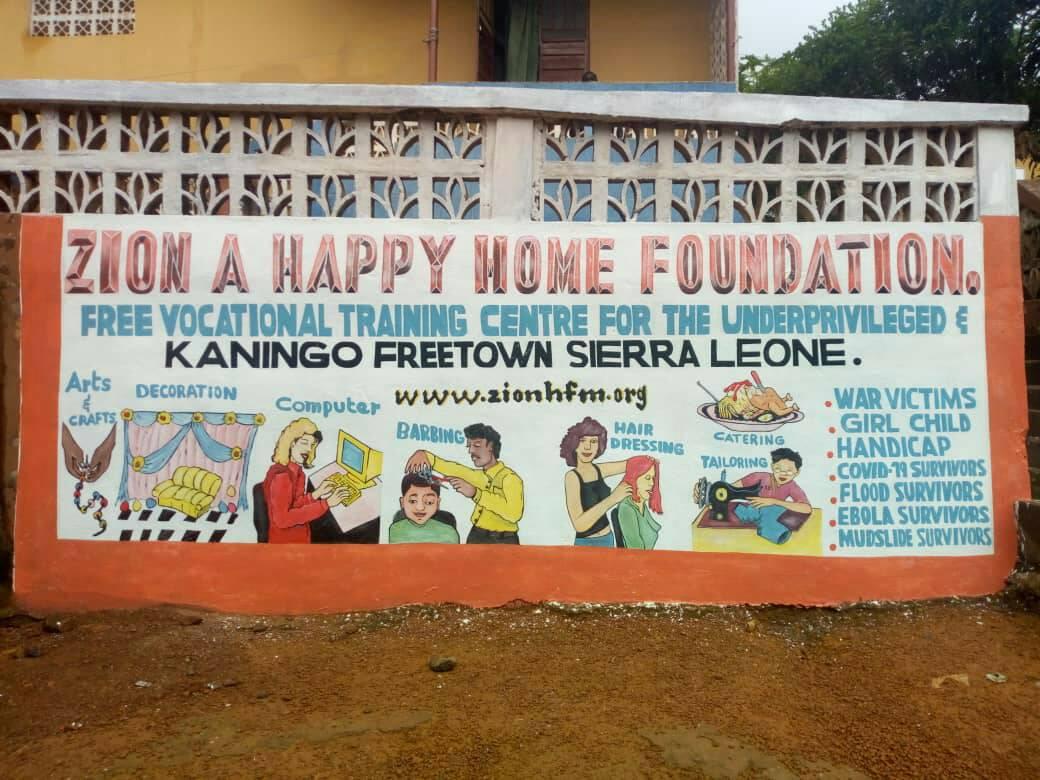 ZION A HAPPY HOME FOUNDATION.
FREE VOCATIONAL TRAINING CENTRE FOR THE UNDERPRIVILEGED &
KANINGO FREETOWN SIERRA LEONE.
www.zionhfm.org
Arts
&
CRAFTS
DECORATION
Computer
BARBING
HAIR
DRESSING
CATERING
TAILORING
• WAR VICTIMS
• GIRL CHILD
• HANDICAP
• COVID-19 SURVIVORS
• FLOOD SURVIVORS
• EBOLA SURVIVORS
• MUDSLIDE SURVIVORS